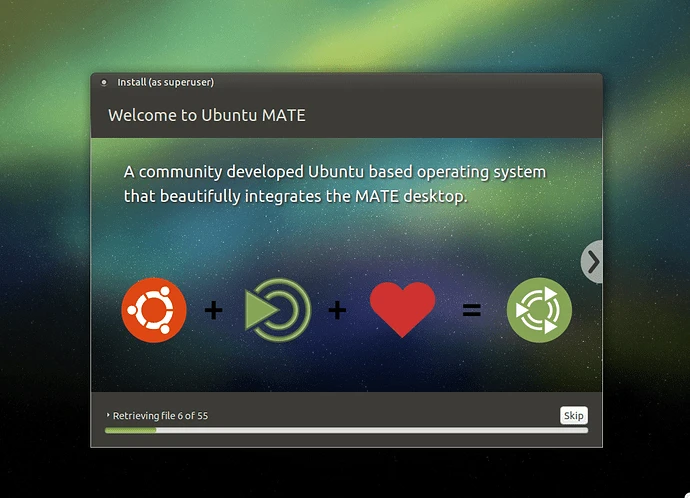 Install (as superuser)
Welcome to Ubuntu MATE
A community developed Ubuntu based operating system
that beautifully integrates the MATE desktop.
+ + =
Retrieving file 6 of 55
Skip